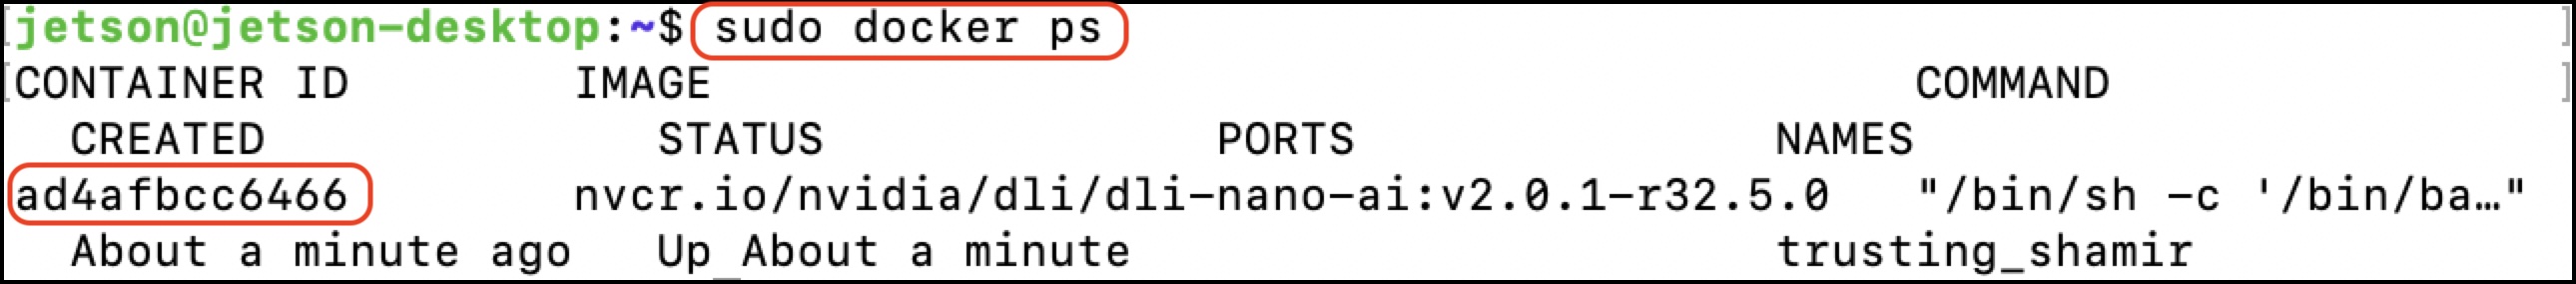 [jetson@jetson-desktop:~$ sudo docker ps ]
[CONTAINER ID IMAGE COMMAND ]
CREATED STATUS PORTS NAMES
ad4afbcc6466 nvcr.io/nvidia/dli/dli-nano-ai:v2.0.1-r32.5.0 "/bin/sh -c '/bin/ba…"
About a minute ago Up About a minute trusting_shamir